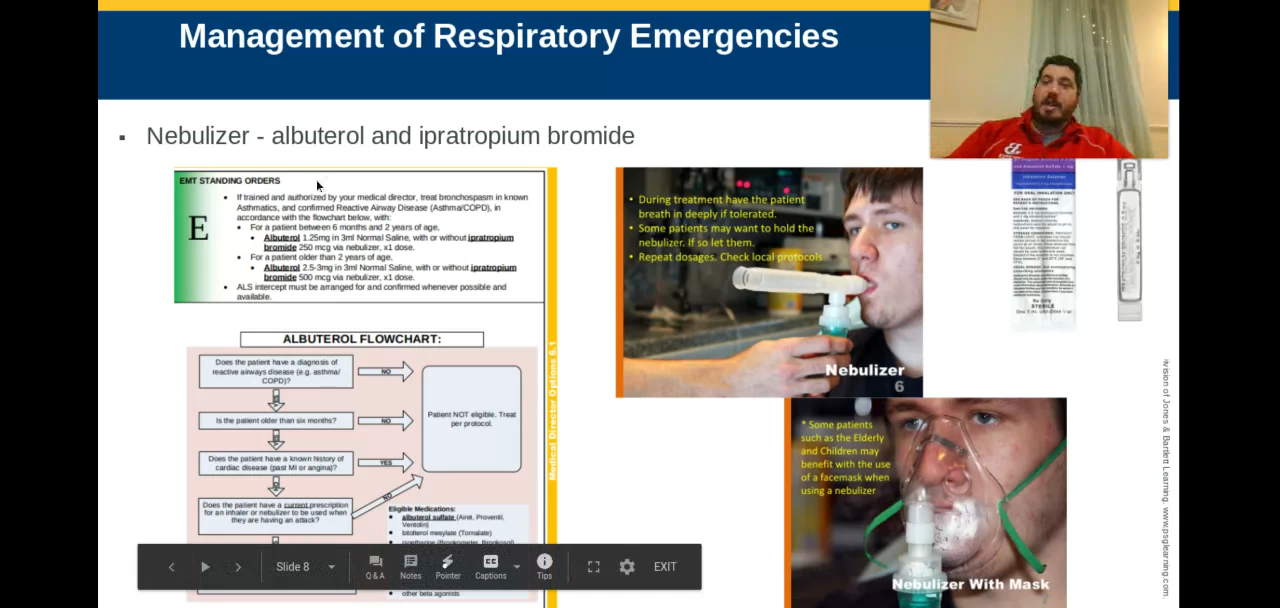 Management of Respiratory Emergencies
▪ Nebulizer - albuterol and ipratropium bromide
EMT STANDING ORDERS
E
• If trained and authorized by your medical director, treat bronchospasm in known
Asthmatics, and confirmed Reactive Airway Disease (Asthma/COPD), in
accordance with the flowchart below, with:
• For a patient between 6 months and 2 years of age,
• Albuterol 1.25mg in 3ml Normal Saline, with or without ipratropium
bromide 250 mcg via nebulizer, x1 dose.
• For a patient older than 2 years of age,
• Albuterol 2.5-3mg in 3ml Normal Saline, with or without ipratropium
bromide 500 mcg via nebulizer, x1 dose.
• ALS intercept must be arranged for and confirmed whenever possible and
available.
ALBUTEROL FLOWCHART:
Does the patient have a diagnosis of
reactive airways disease (e.g. asthma/
COPD)?
NO
Is the patient older than six months?
NO
Does the patient have a known history of
cardiac disease (past MI or angina)?
YES
Does the patient have a current prescription
for an inhaler or nebulizer to be used when
they are having an attack?
NO
Patient NOT eligible. Treat
per protocol.
Eligible Medications:
• albuterol sulfate (Airet, Proventil,
Ventolin)
• bitolterol mesylate (Tornalate)
other beta agonists
Medical Director Options 6.1
• During treatment have the patient
breath in deeply if tolerated.
• Some patients may want to hold the
nebulizer. If so let them.
• Repeat dosages. Check local protocols
Nebulizer
6
* Some patients
such as the Elderly
and Children may
benefit with the use
of a facemask when
using a nebulizer
Nebulizer With Mask
FOR ORAL INHALATION ONLY
Rx Only
STERILE
ivision of Jones & Bartlett Learning. www.psglearning.com.
Slide 8
Q & A
Notes
Pointer
Captions
Tips
EXIT